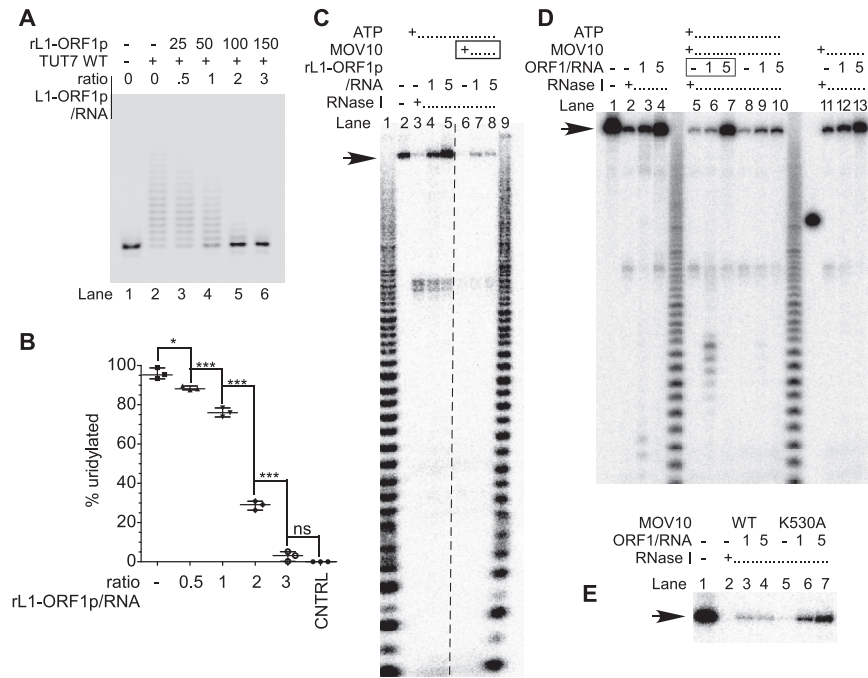 A
rL1-ORF1p - - 25 50 100 150
TUT7 WT - + + + + +
ratio 0 0 .5 1 2 3
L1-ORF1p
/RNA
Lane 1 2 3 4 5 6
B
% uridylated
100
80
60
40
20
0
* *** *** *** ns
ratio - 0.5 1 2 3 CNTRL
rL1-ORF1p/RNA
C
ATP +
MOV10 +
rL1-ORF1p
/RNA - - 1 5 - 1 5
RNase I - +
Lane
1 2 3 4 5 6 7 8 9
D
ATP +
MOV10 + +
ORF1/RNA - - 1 5 - 1 5 - 1 5 - 1 5
RNase I + + +
Lane 1 2 3 4 5 6 7 8 9 10 11 12 13
E
MOV10 WT K530A
ORF1/RNA - - 1 5 - 1 5
RNase I - +
Lane 1 2 3 4 5 6 7